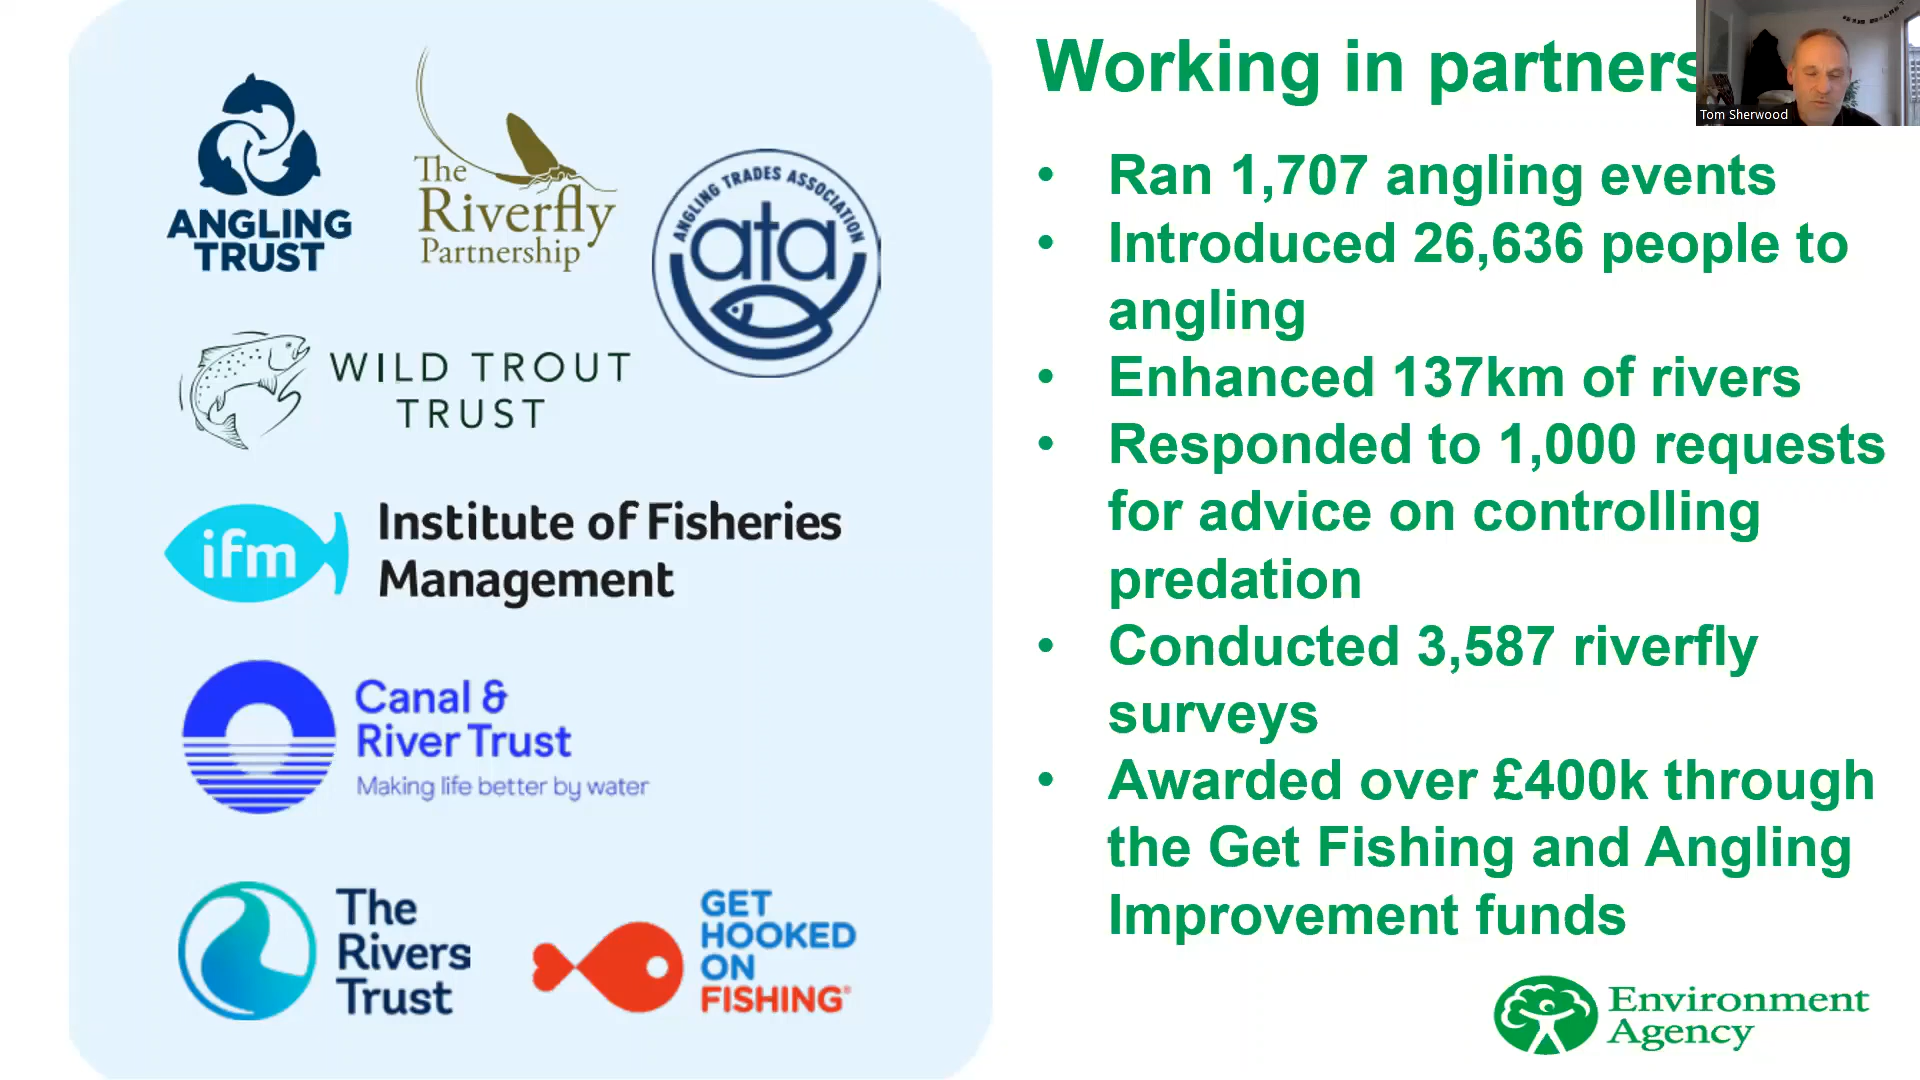 ANGLING
TRUST
The
Riverfly
Partnership
ANGLING TRADES ASSOCIATION
ata
WILD TROUT
TRUST
ifm
Institute of Fisheries
Management
Canal &
River Trust
Making life better by water
The
Rivers
Trust
GET
HOOKED
ON
FISHING®
Working in partners
Tom Sherwood
• Ran 1,707 angling events
• Introduced 26,636 people to
angling
• Enhanced 137km of rivers
• Responded to 1,000 requests
for advice on controlling
predation
• Conducted 3,587 riverfly
surveys
• Awarded over £400k through
the Get Fishing and Angling
Improvement funds
Environment
Agency